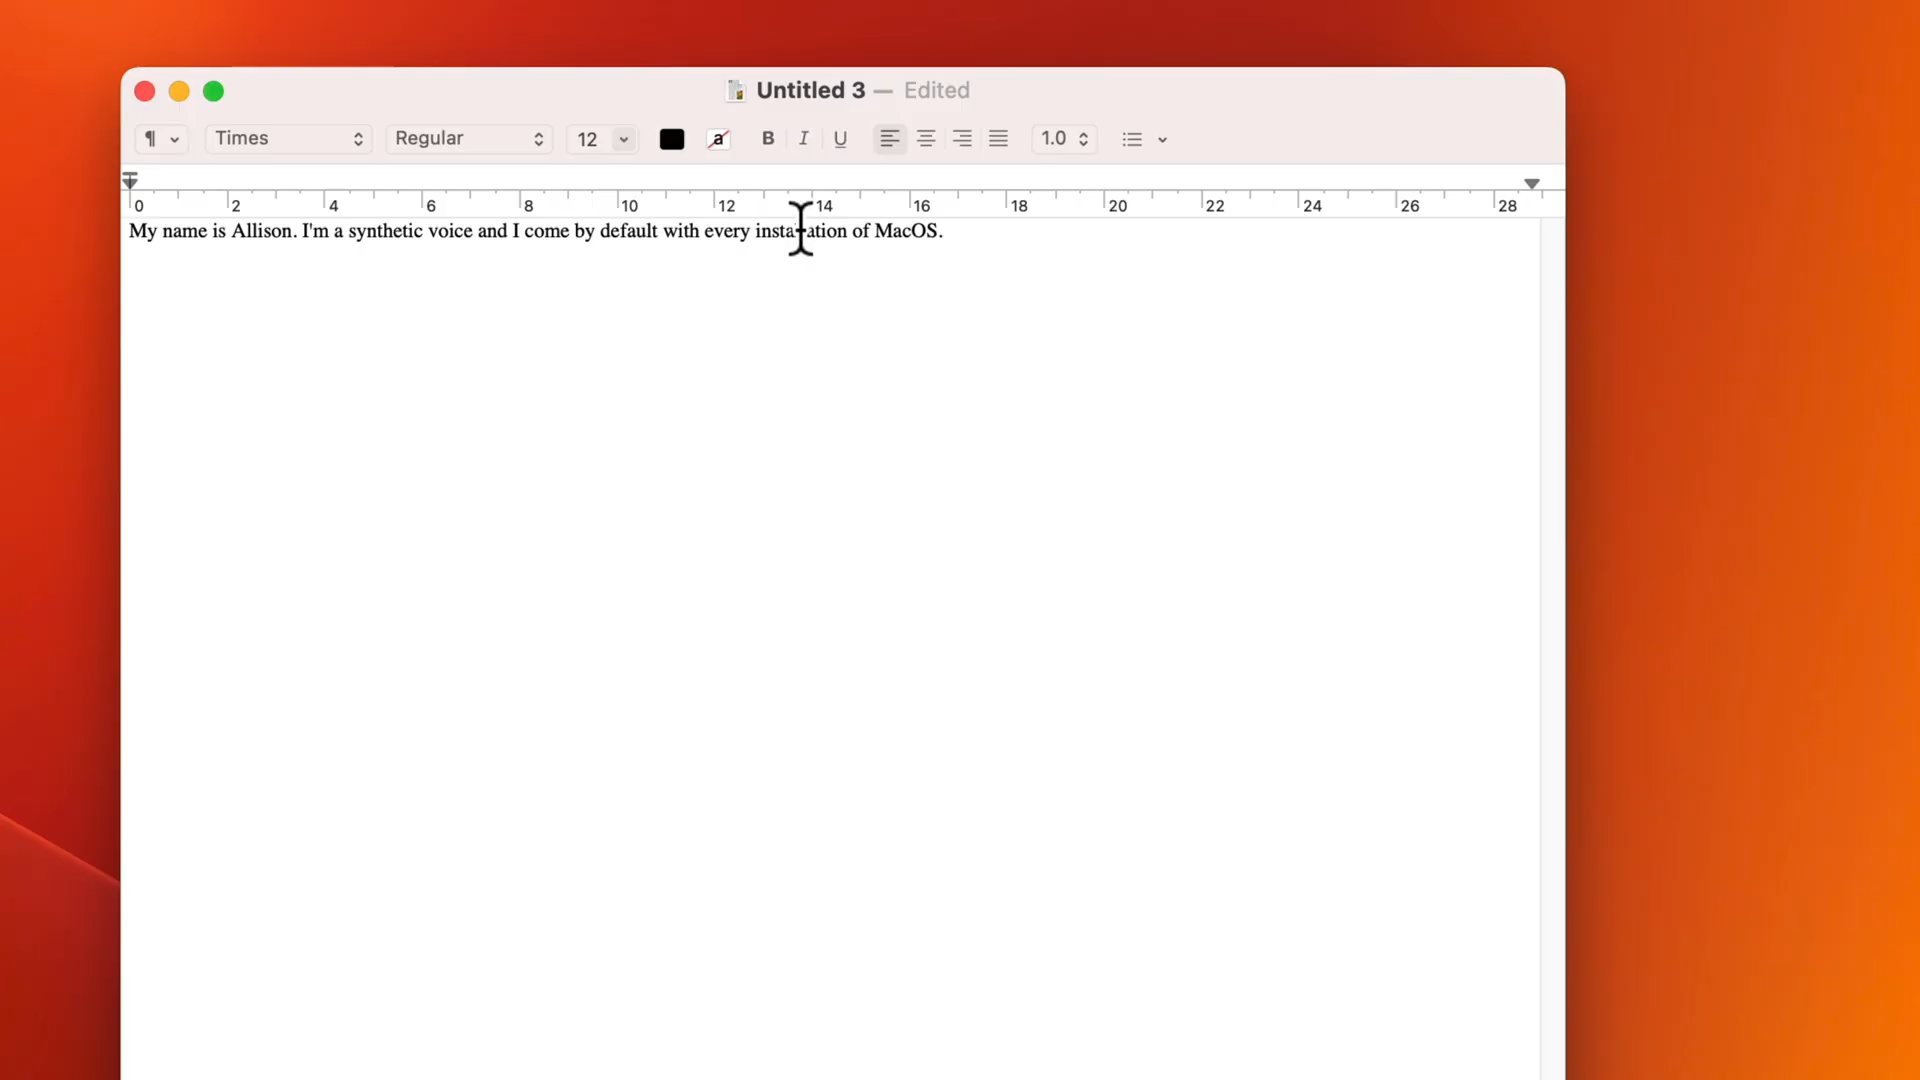 Untitled 3 — Edited
¶ Times Regular 12 a B I U 1.0
0 2 4 6 8 10 12 14 16 18 20 22 24 26 28
My name is Allison. I'm a synthetic voice and I come by default with every installation of MacOS.